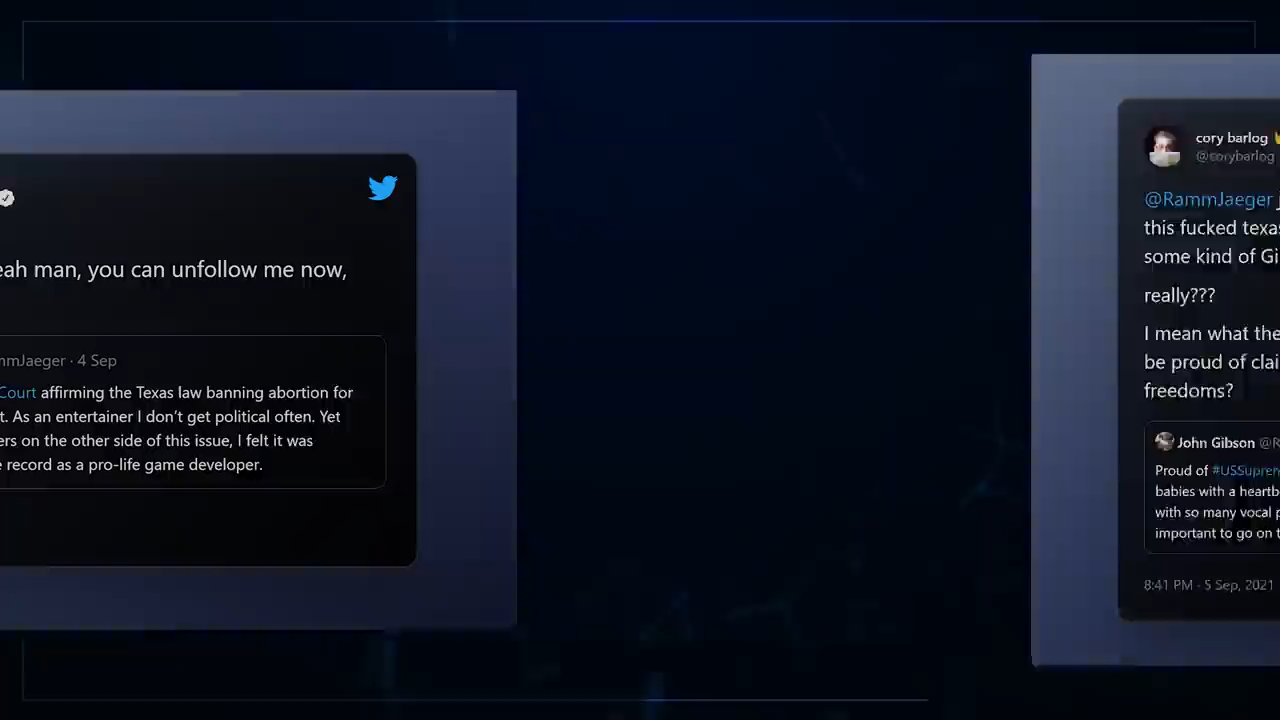 eah man, you can unfollow me now,
mmJaeger · 4 Sep
Court affirming the Texas law banning abortion for
t. As an entertainer I don't get political often. Yet
ers on the other side of this issue, I felt it was
e record as a pro-life game developer.
cory barlog
@corybarlog
@RammJaeger j
this fucked texas
some kind of Gi
really???
I mean what the
be proud of clai
freedoms?
John Gibson @R
Proud of #USSuprem
babies with a heartb
with so many vocal p
important to go on t
8:41 PM · 5 Sep, 2021